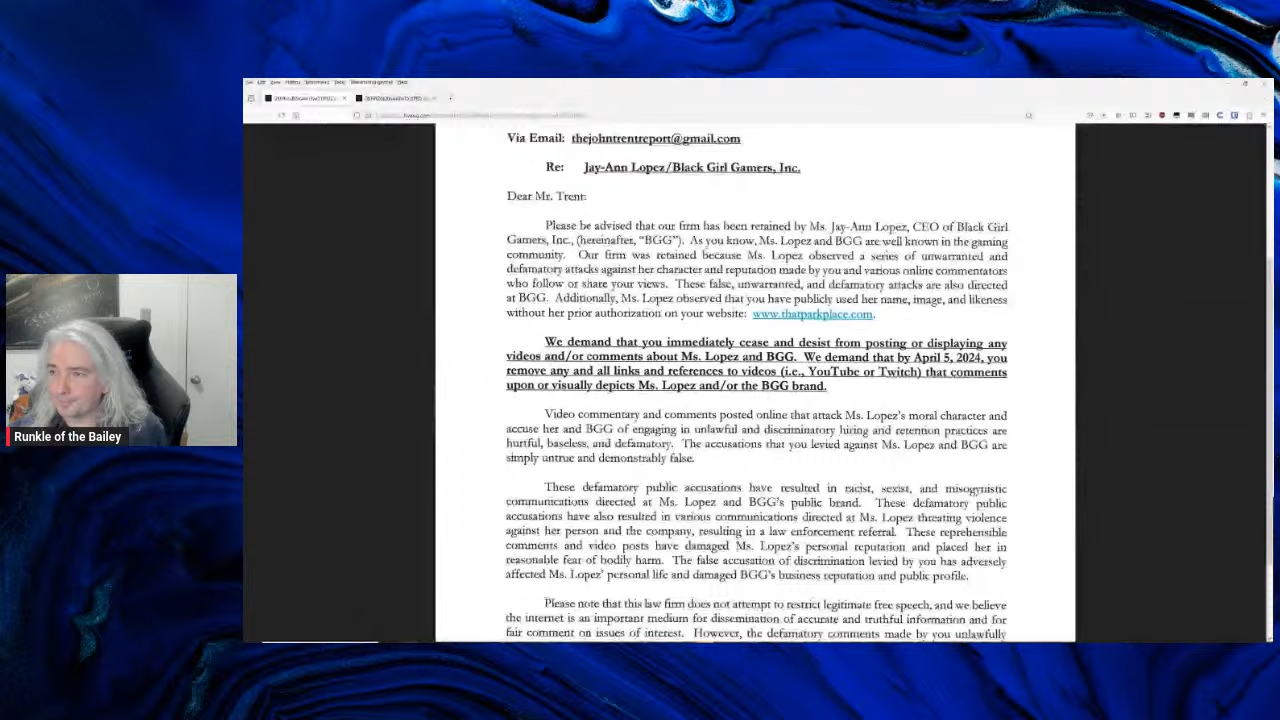 Via Email: thejohntrentreport@gmail.com
Re: Jay-Ann Lopez/Black Girl Gamers, Inc.
Dear Mr. Trent:
Please be advised that our firm has been retained by Ms. Jay-Ann Lopez, CEO of Black Girl
Gamers, Inc., (hereinafter, “BGG”). As you know, Ms. Lopez and BGG are well known in the gaming
community. Our firm was retained because Ms. Lopez observed a series of unwarranted and
defamatory attacks against her character and reputation made by you and various online commentators
who follow or share your views. These false, unwarranted, and defamatory attacks are also directed
at BGG. Additionally, Ms. Lopez observed that you have publicly used her name, image, and likeness
without her prior authorization on your website: www.thatparkplace.com.
We demand that you immediately cease and desist from posting or displaying any
videos and/or comments about Ms. Lopez and BGG. We demand that by April 5, 2024, you
remove any and all links and references to videos (i.e., YouTube or Twitch) that comments
upon or visually depicts Ms. Lopez and/or the BGG brand.
Video commentary and comments posted online that attack Ms. Lopez’s moral character and
accuse her and BGG of engaging in unlawful and discriminatory hiring and retention practices are
hurtful, baseless, and defamatory. The accusations that you levied against Ms. Lopez and BGG are
simply untrue and demonstrably false.
These defamatory public accusations have resulted in racist, sexist, and misogynistic
communications directed at Ms. Lopez and BGG’s public brand. These defamatory public
accusations have also resulted in various communications directed at Ms. Lopez threating violence
against her person and the company, resulting in a law enforcement referral. These reprehensible
comments and video posts have damaged Ms. Lopez’s personal reputation and placed her in
reasonable fear of bodily harm. The false accusation of discrimination levied by you has adversely
affected Ms. Lopez’ personal life and damaged BGG’s business reputation and public profile.
Please note that this law firm does not attempt to restrict legitimate free speech, and we believe
the internet is an important medium for dissemination of accurate and truthful information and for
fair comment on issues of interest. However, the defamatory comments made by you unlawfully
Runkle of the Bailey